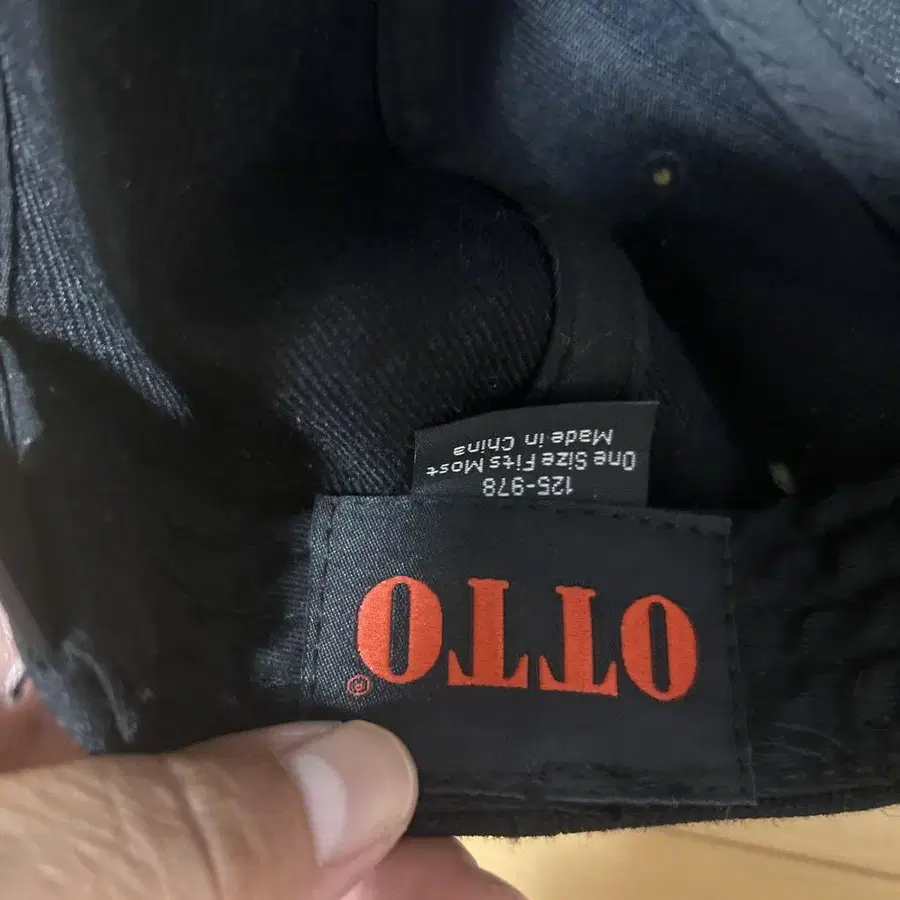 OTTO®
125-978
One Size Fits Most
Made in China